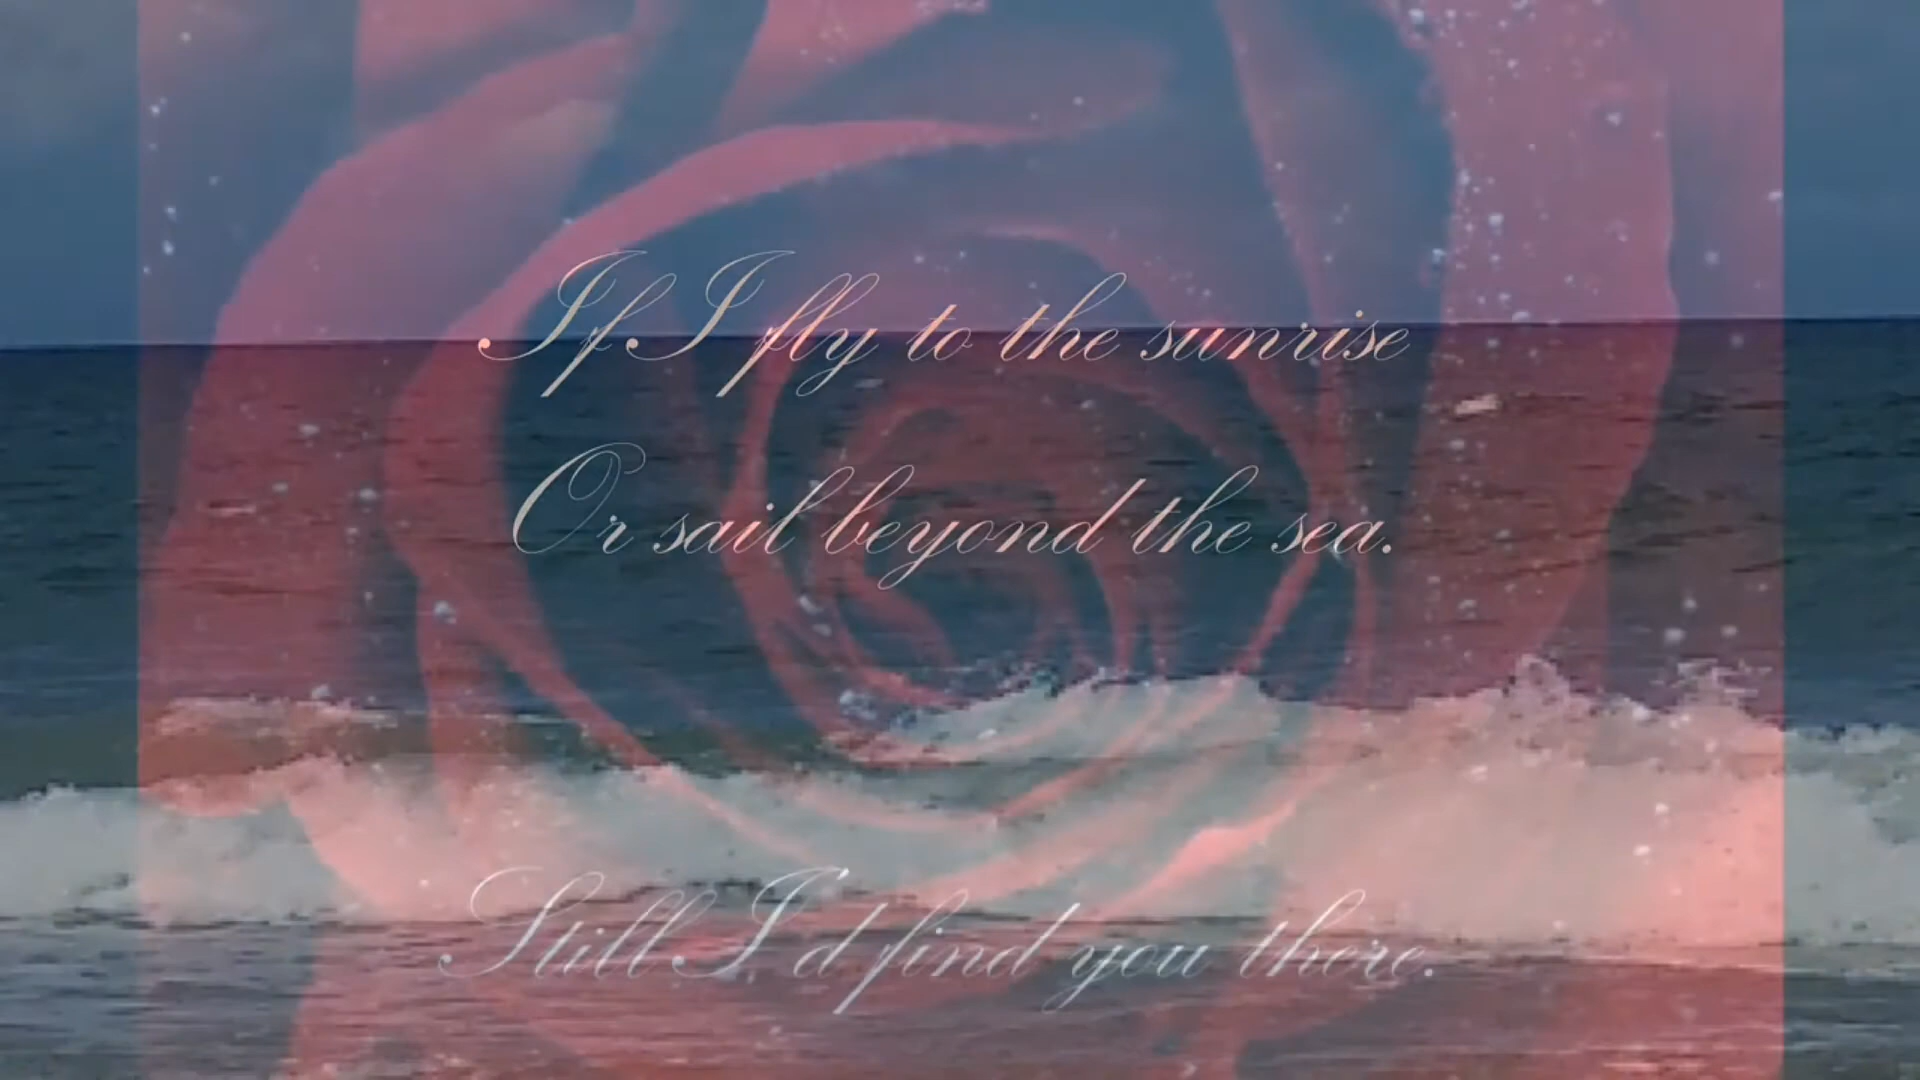 If I fly to the sunrise
Or sail beyond the sea.
Still I'd find you there.